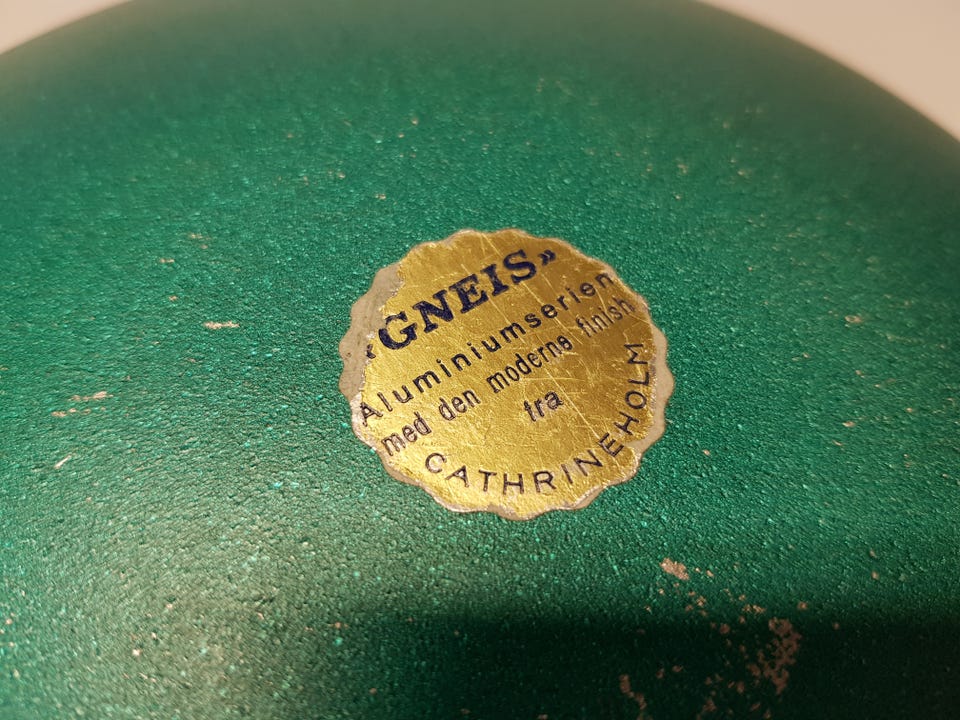 «GNEIS»
Aluminiumserien
med den moderne finish
fra
CATHRINEHOLM